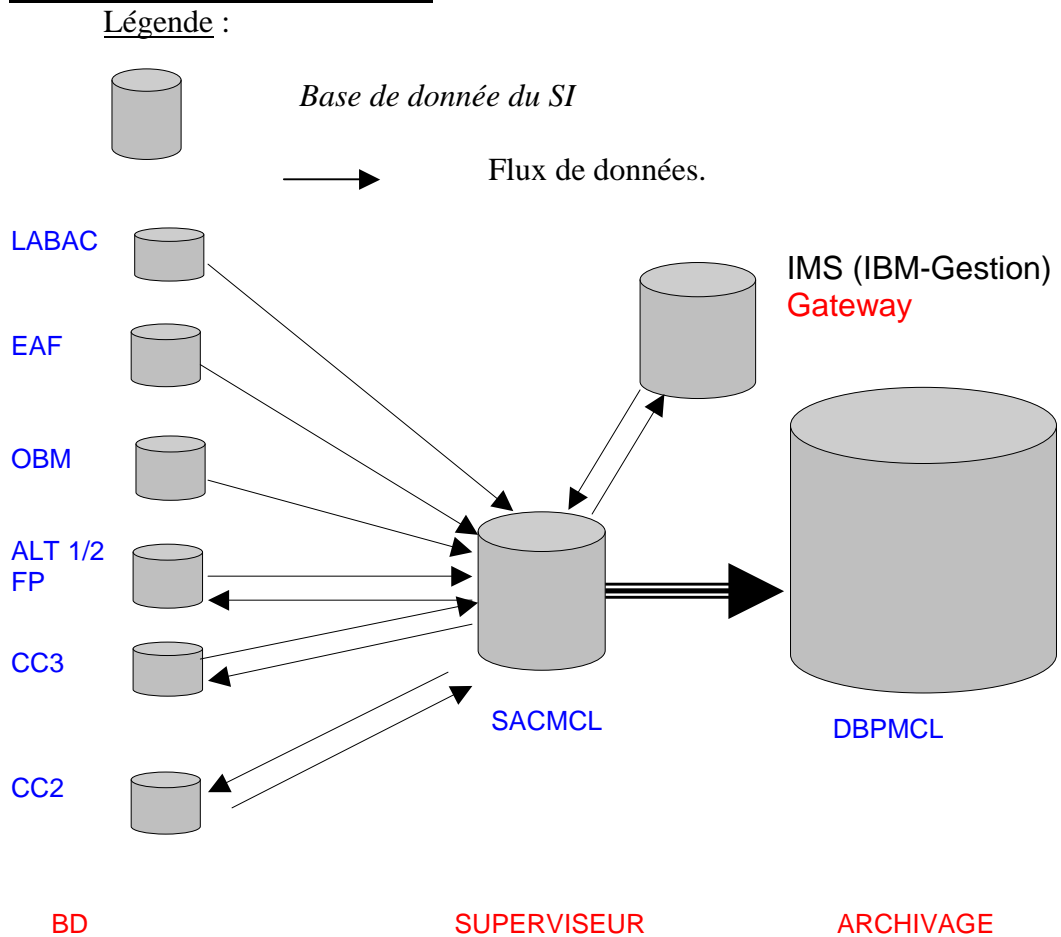 Légende :
Base de donnée du SI
Flux de données.
LABAC
IMS (IBM-Gestion)
Gateway
EAF
OBM
ALT 1/2
FP
CC3
SACMCL
DBPMCL
CC2
BD
SUPERVISEUR
ARCHIVAGE